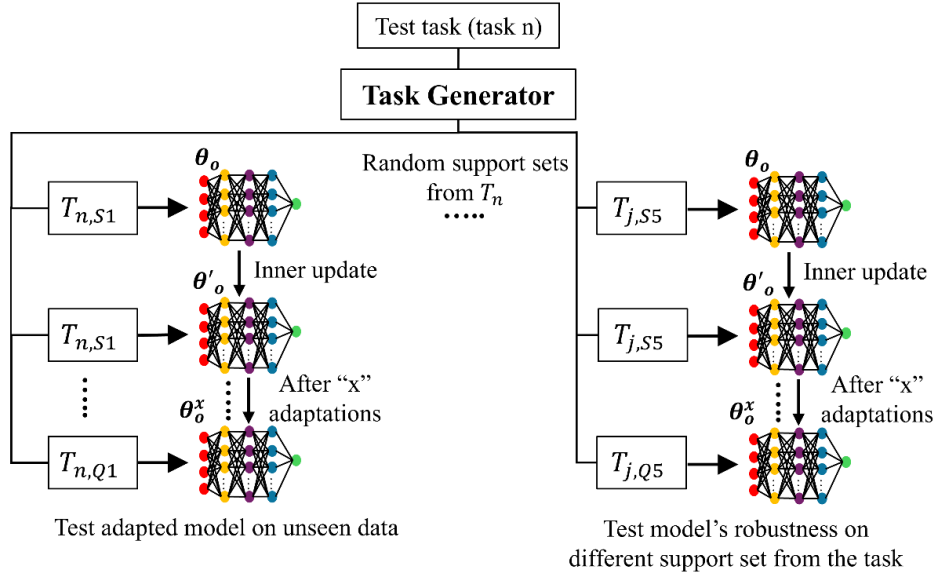 Test task (task n)
Task Generator
Random support sets
from Tₙ
θₒ
Tₙ,S1
Inner update
θ'ₒ
Tₙ,S1
After “x”
adaptations
θₒˣ
Tₙ,Q1
Test adapted model on unseen data
θₒ
Tⱼ,S5
Inner update
θ'ₒ
Tⱼ,S5
After “x”
adaptations
θₒˣ
Tⱼ,Q5
Test model’s robustness on
different support set from the task